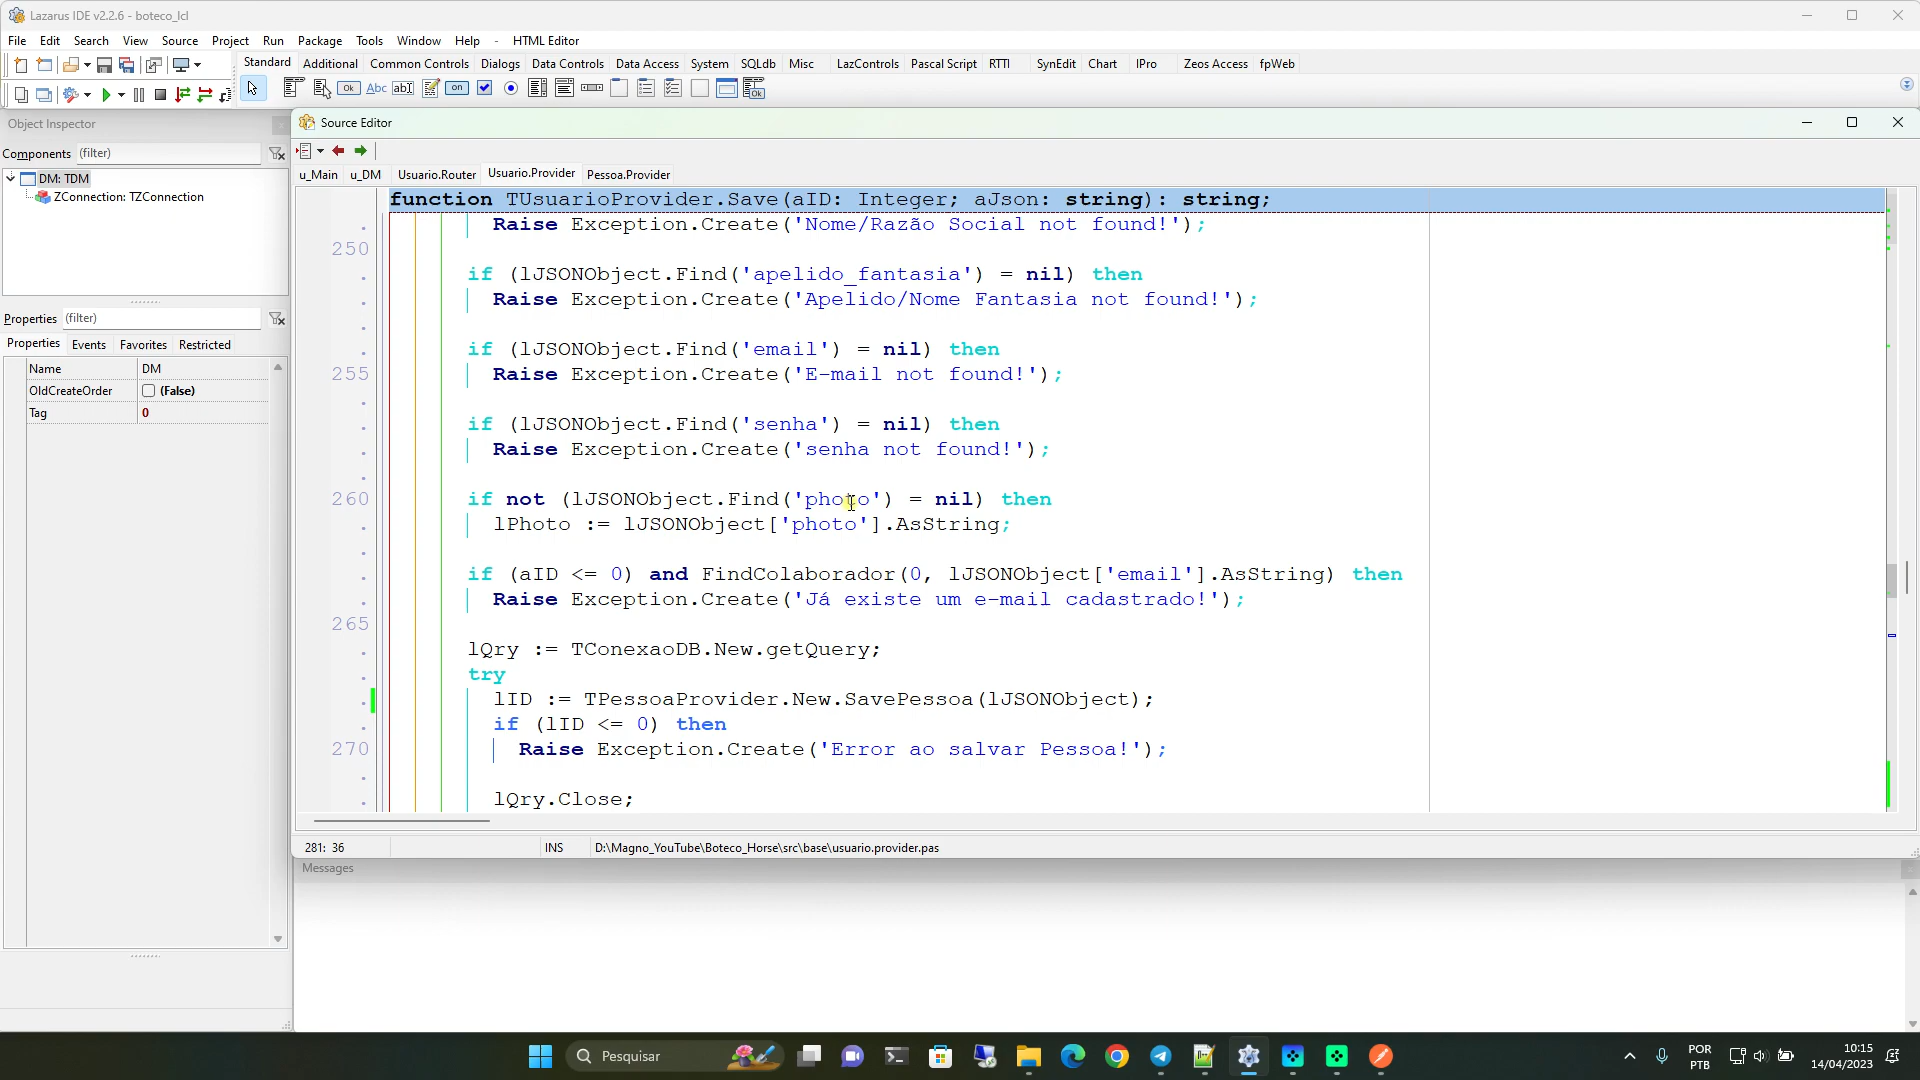 Lazarus IDE v2.2.6 - boteco_lcl
File Edit Search View Source Project Run Package Tools Window Help - HTML Editor
Standard Additional Common Controls Dialogs Data Controls Data Access System SQLdb Misc LazControls Pascal Script RTTI SynEdit Chart IPro Zeos Access fpWeb
Ok Abc abI on Ok
Object Inspector
Components (filter)
DM: TDM
ZConnection: TZConnection
Properties (filter)
Properties Events Favorites Restricted
Name DM
OldCreateOrder (False)
Tag 0
Source Editor
u_Main u_DM Usuario.Router Usuario.Provider Pessoa.Provider
function TUsuarioProvider.Save(aID: Integer; aJson: string): string;
Raise Exception.Create('Nome/Razão Social not found!');
250
if (lJSONObject.Find('apelido_fantasia') = nil) then
Raise Exception.Create('Apelido/Nome Fantasia not found!');
if (lJSONObject.Find('email') = nil) then
255 Raise Exception.Create('E-mail not found!');
if (lJSONObject.Find('senha') = nil) then
Raise Exception.Create('senha not found!');
260 if not (lJSONObject.Find('photo') = nil) then
lPhoto := lJSONObject['photo'].AsString;
if (aID <= 0) and FindColaborador(0, lJSONObject['email'].AsString) then
Raise Exception.Create('Já existe um e-mail cadastrado!');
265
lQry := TConexaoDB.New.getQuery;
try
lID := TPessoaProvider.New.SavePessoa(lJSONObject);
if (lID <= 0) then
270 Raise Exception.Create('Error ao salvar Pessoa!');
lQry.Close;
281: 36 INS D:\Magno_YouTube\Boteco_Horse\src\base\usuario.provider.pas
Messages
Pesquisar
POR
PTB
10:15
14/04/2023